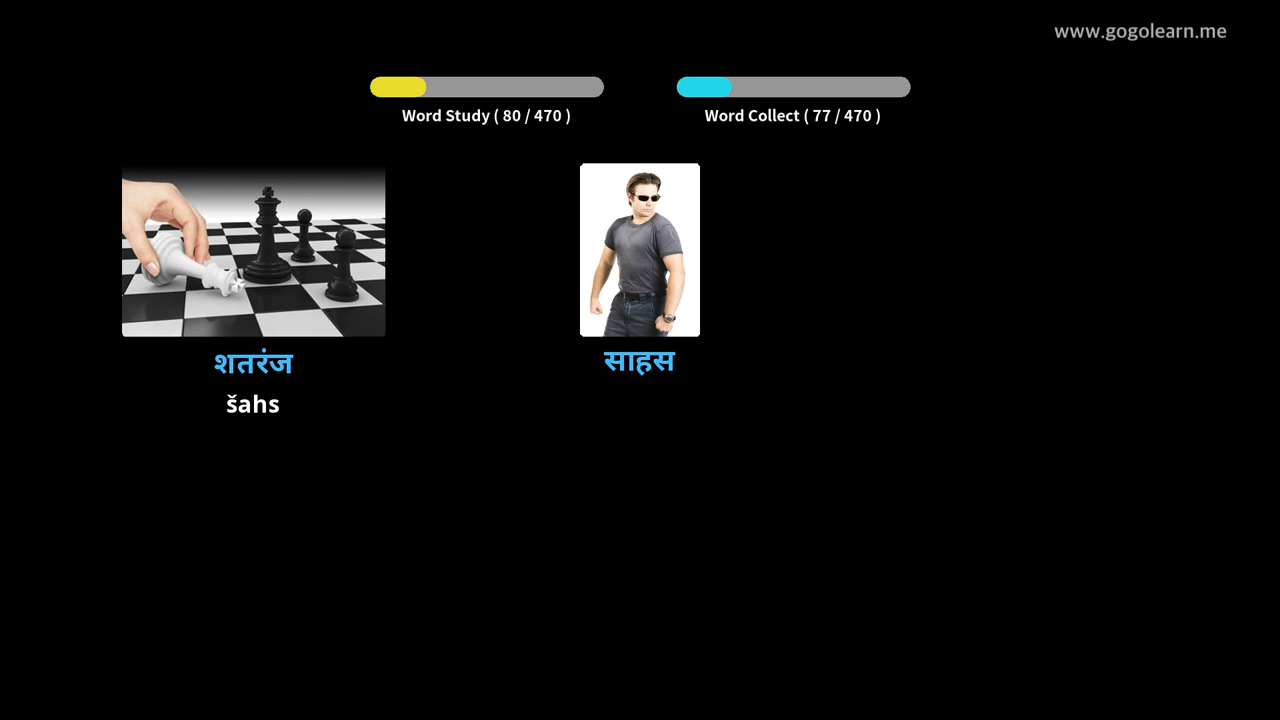 www.gogolearn.me
Word Study ( 80 / 470 )
Word Collect ( 77 / 470 )
शतरंज
šahs
साहस